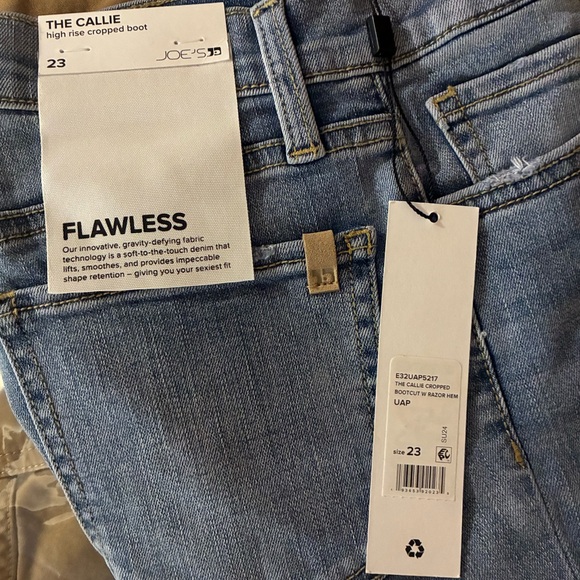 THE CALLIE
high rise cropped boot
23
JOE'S
FLAWLESS
Our innovative, gravity-defying fabric
technology is a soft-to-the-touch denim that
lifts, smoothes, and provides impeccable
shape retention – giving you your sexiest fit
E32UAP5217
THE CALLIE CROPPED
BOOTCUT W RAZOR HEM
UAP
SU24
size 23